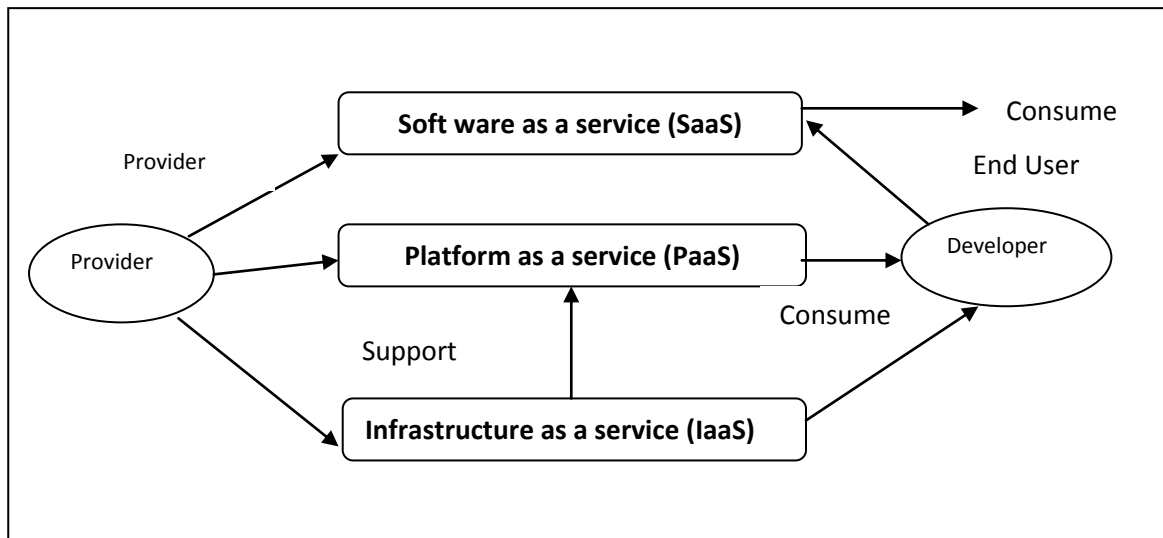 Soft ware as a service (SaaS)
Consume
Provider
End User
Provider
Platform as a service (PaaS)
Developer
Consume
Support
Infrastructure as a service (IaaS)